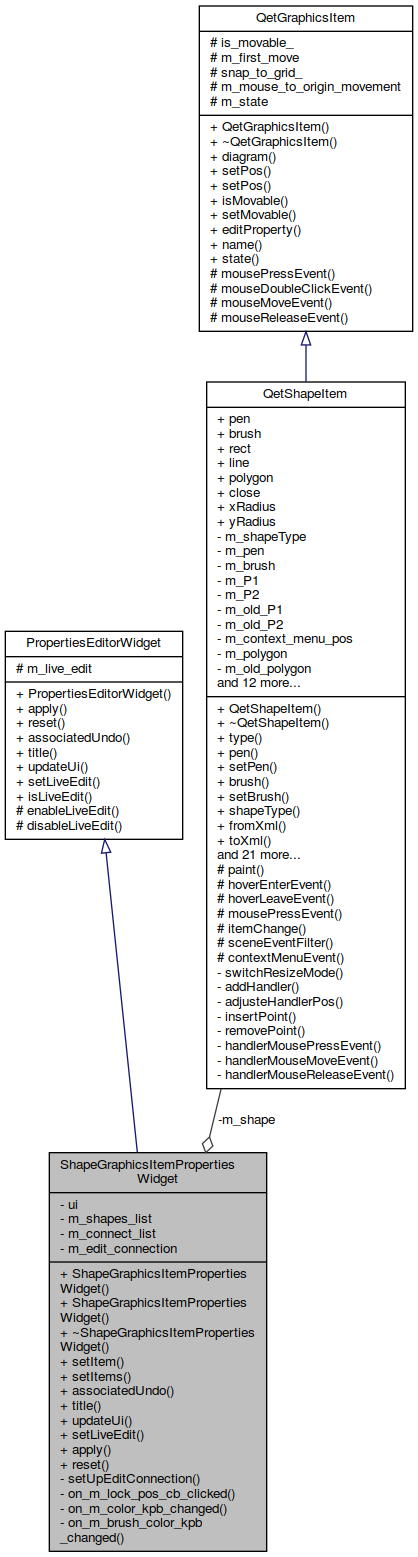 QetGraphicsItem
# is_movable_
# m_first_move
# snap_to_grid_
# m_mouse_to_origin_movement
# m_state
+ QetGraphicsItem()
+ ~QetGraphicsItem()
+ diagram()
+ setPos()
+ setPos()
+ isMovable()
+ setMovable()
+ editProperty()
+ name()
+ state()
# mousePressEvent()
# mouseDoubleClickEvent()
# mouseMoveEvent()
# mouseReleaseEvent()
QetShapeItem
+ pen
+ brush
+ rect
+ line
+ polygon
+ close
+ xRadius
+ yRadius
- m_shapeType
- m_pen
- m_brush
- m_P1
- m_P2
- m_old_P1
- m_old_P2
- m_context_menu_pos
- m_polygon
- m_old_polygon
and 12 more...
+ QetShapeItem()
+ ~QetShapeItem()
+ type()
+ pen()
+ setPen()
+ brush()
+ setBrush()
+ shapeType()
+ fromXml()
+ toXml()
and 21 more...
# paint()
# hoverEnterEvent()
# hoverLeaveEvent()
# mousePressEvent()
# itemChange()
# sceneEventFilter()
# contextMenuEvent()
- switchResizeMode()
- addHandler()
- adjusteHandlerPos()
- insertPoint()
- removePoint()
- handlerMousePressEvent()
- handlerMouseMoveEvent()
- handlerMouseReleaseEvent()
PropertiesEditorWidget
# m_live_edit
+ PropertiesEditorWidget()
+ apply()
+ reset()
+ associatedUndo()
+ title()
+ updateUi()
+ setLiveEdit()
+ isLiveEdit()
# enableLiveEdit()
# disableLiveEdit()
-m_shape
ShapeGraphicsItemProperties
Widget
- ui
- m_shapes_list
- m_connect_list
- m_edit_connection
+ ShapeGraphicsItemProperties
Widget()
+ ShapeGraphicsItemProperties
Widget()
+ ~ShapeGraphicsItemProperties
Widget()
+ setItem()
+ setItems()
+ associatedUndo()
+ title()
+ updateUi()
+ setLiveEdit()
+ apply()
+ reset()
- setUpEditConnection()
- on_m_lock_pos_cb_clicked()
- on_m_color_kpb_changed()
- on_m_brush_color_kpb
_changed()